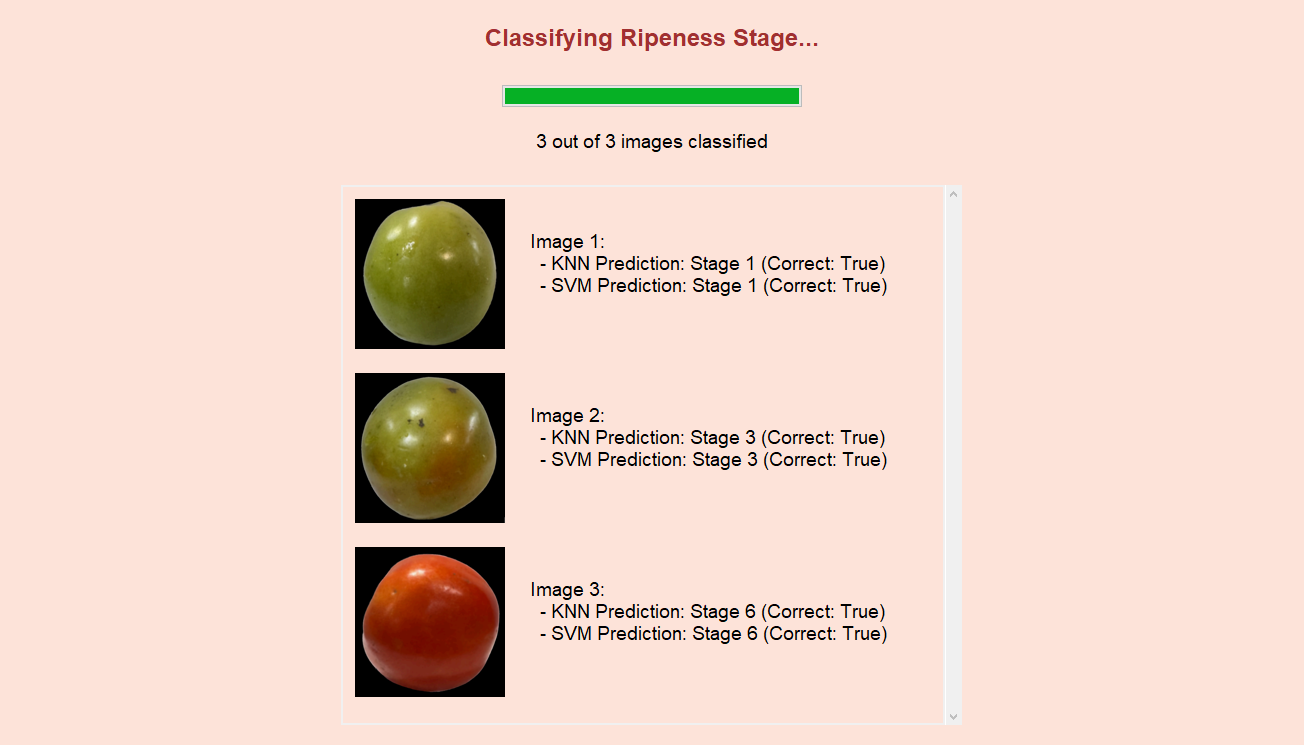 Classifying Ripeness Stage...
3 out of 3 images classified
Image 1:
- KNN Prediction: Stage 1 (Correct: True)
- SVM Prediction: Stage 1 (Correct: True)
Image 2:
- KNN Prediction: Stage 3 (Correct: True)
- SVM Prediction: Stage 3 (Correct: True)
Image 3:
- KNN Prediction: Stage 6 (Correct: True)
- SVM Prediction: Stage 6 (Correct: True)